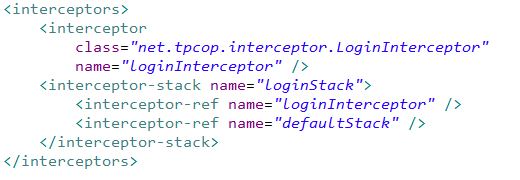 <interceptors>
<interceptor
class="net.tpcop.interceptor.LoginInterceptor"
name="loginInterceptor" />
<interceptor-stack name="loginStack">
<interceptor-ref name="loginInterceptor" />
<interceptor-ref name="defaultStack" />
</interceptor-stack>
</interceptors>